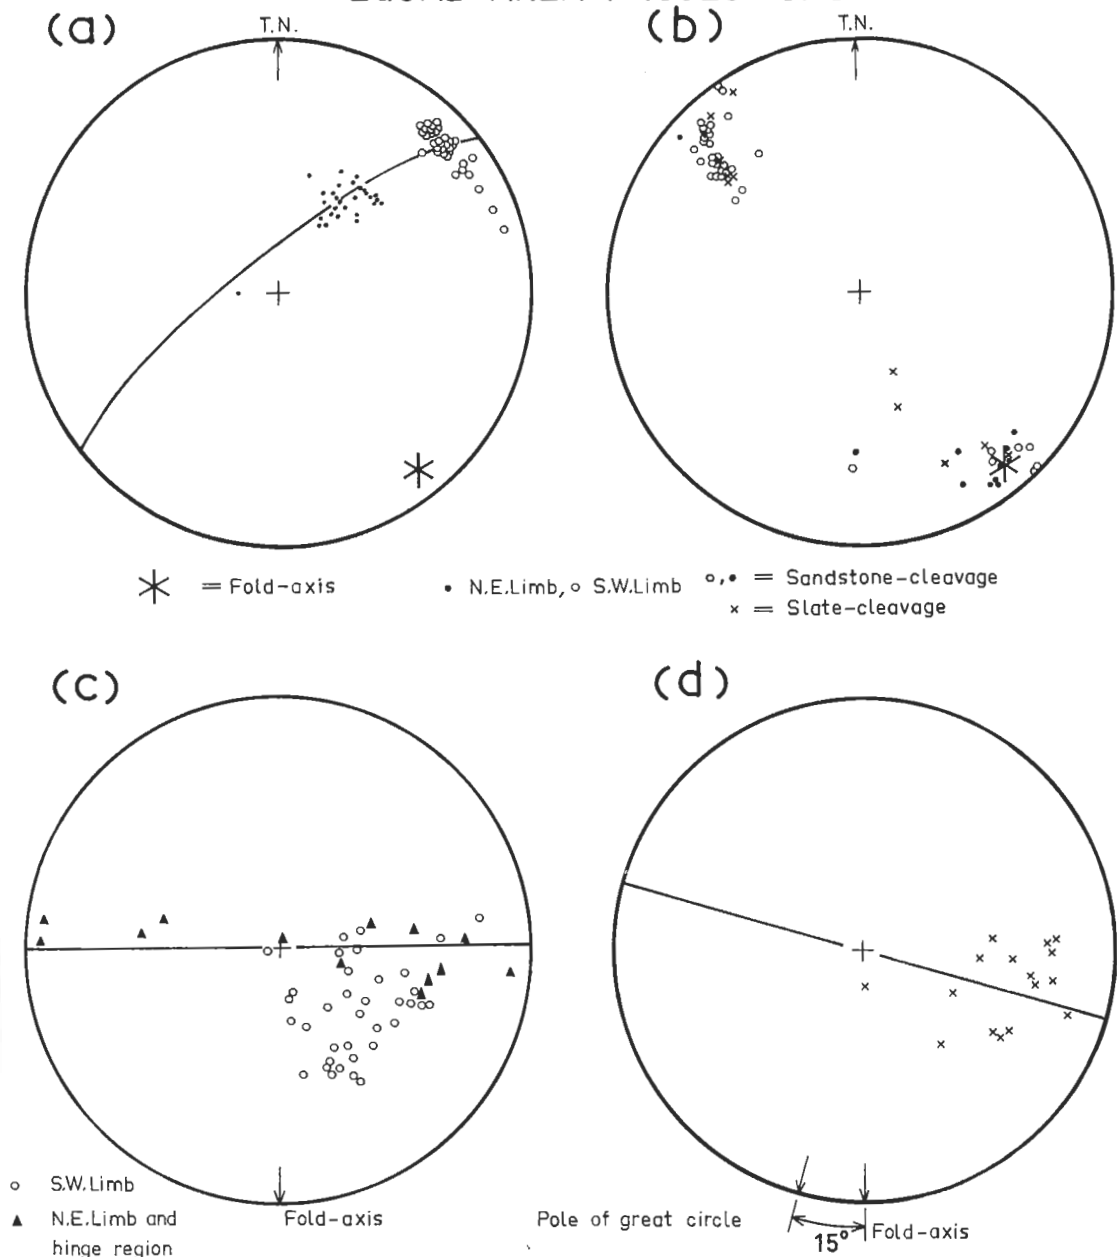 (a)
T.N.
(b)
T.N.
= Fold-axis
• N.E.Limb, o S.W.Limb
o,• = Sandstone-cleavage
x = Slate-cleavage
(c)
(d)
o S.W.Limb
▲ N.E.Limb and
hinge region
Fold-axis
Pole of great circle
15°
Fold-axis